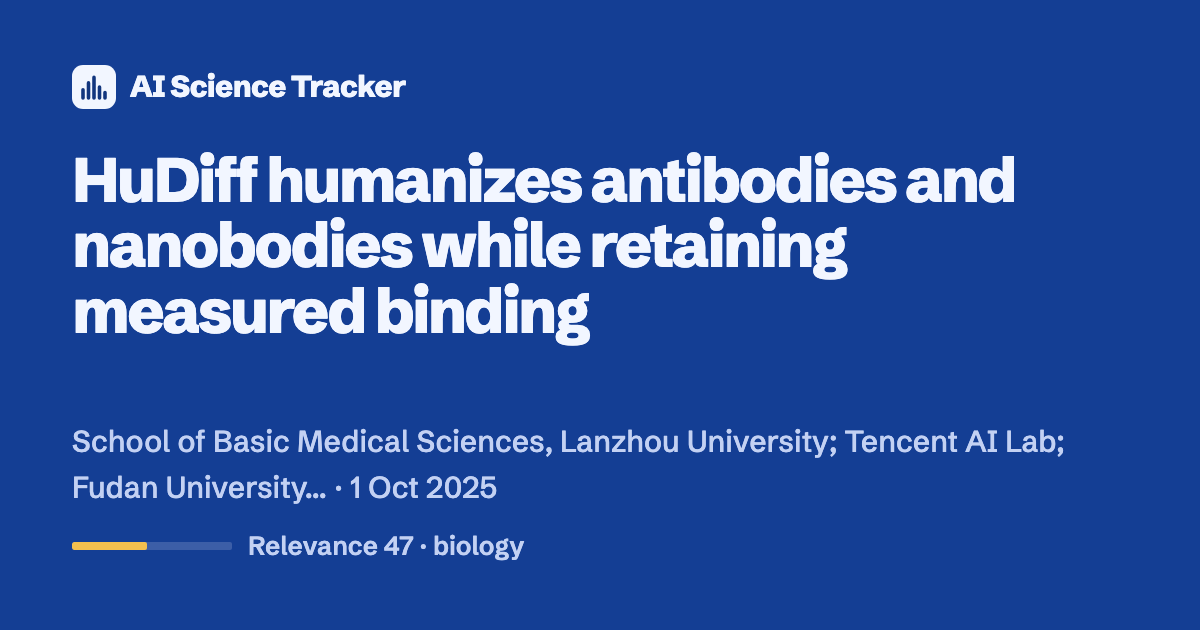 AI Science Tracker
HuDiff humanizes antibodies and
nanobodies while retaining
measured binding
School of Basic Medical Sciences, Lanzhou University; Tencent AI Lab;
Fudan University… · 1 Oct 2025
Relevance 47 · biology